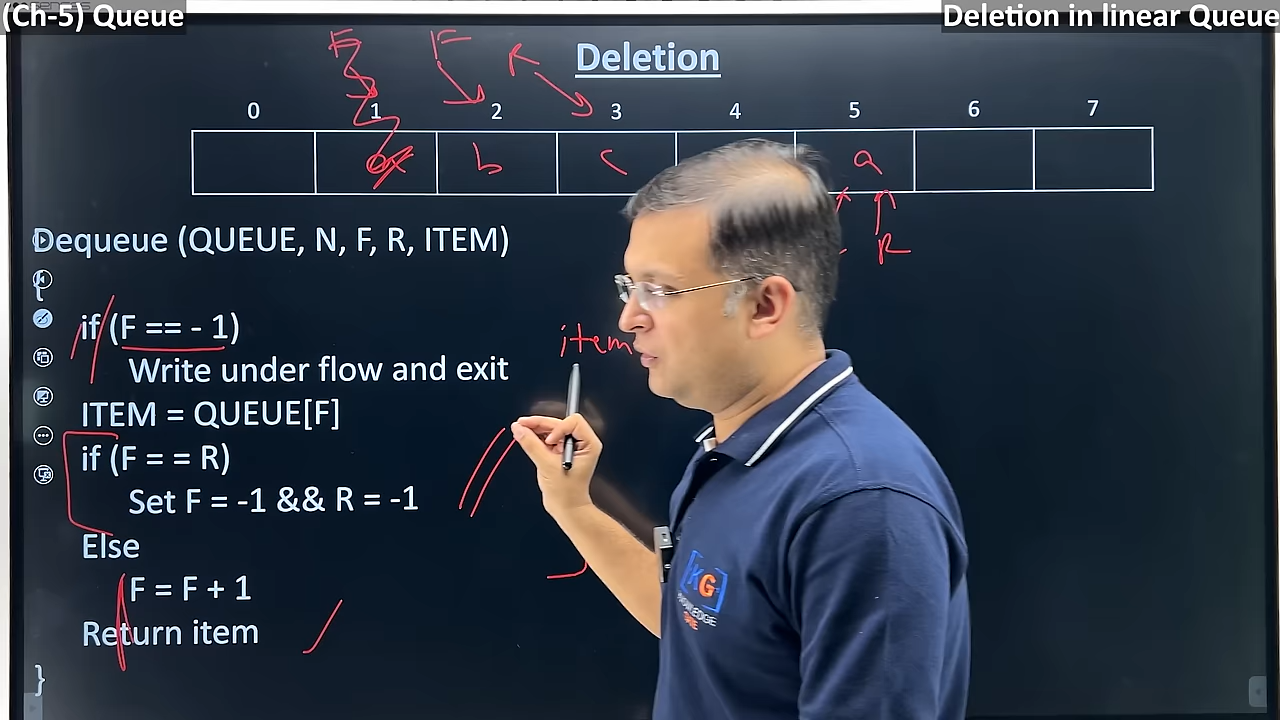 (Ch-5) Queue
Deletion in linear Queue
F F R
Deletion
0 1 2 3 4 5 6 7
b c a
Dequeue (QUEUE, N, F, R, ITEM)
R
{
if (F == - 1)
item
Write under flow and exit
ITEM = QUEUE[F]
if (F = = R)
Set F = -1 && R = -1
Else
F = F + 1
KG
Return item
}